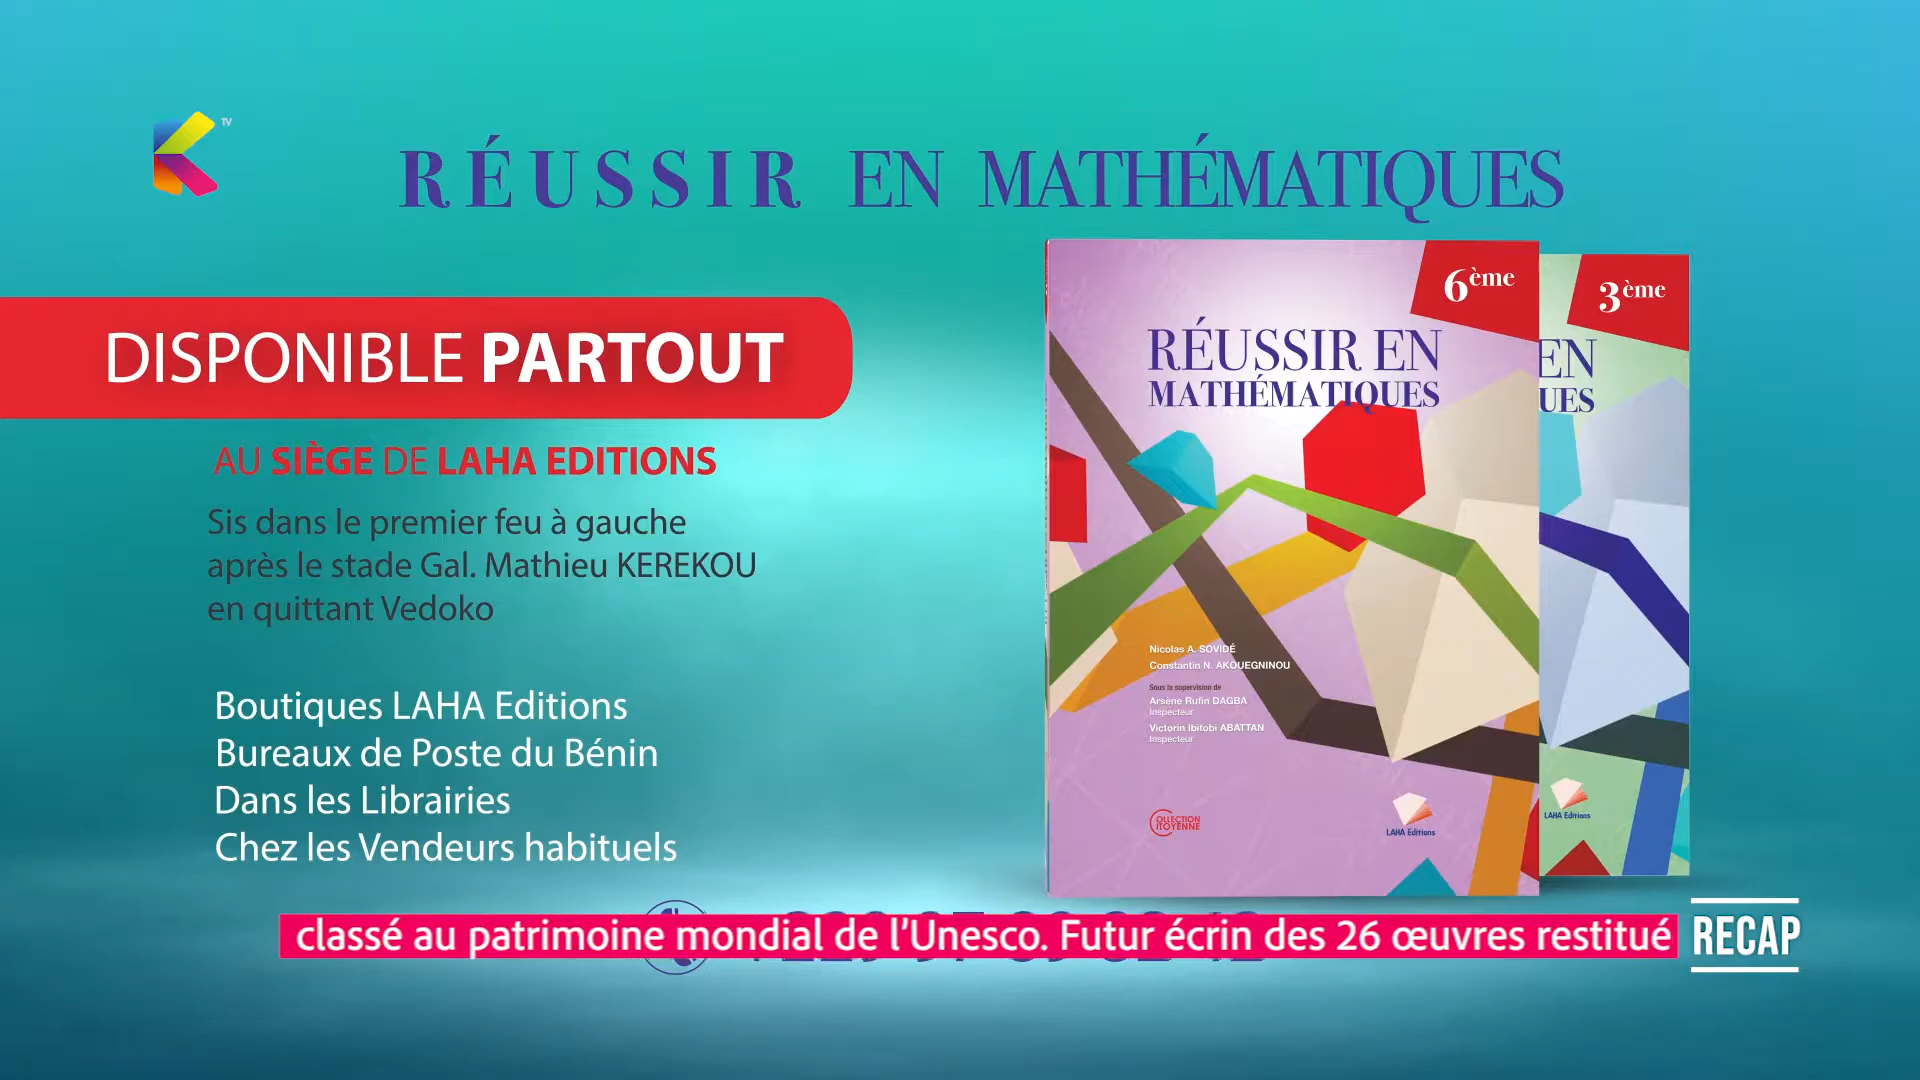 TV
RÉUSSIR EN MATHÉMATIQUES
DISPONIBLE PARTOUT
AU SIÈGE DE LAHA EDITIONS
Sis dans le premier feu à gauche
après le stade Gal. Mathieu KEREKOU
en quittant Vedoko
Boutiques LAHA Editions
Bureaux de Poste du Bénin
Dans les Librairies
Chez les Vendeurs habituels
6ème
RÉUSSIR EN
MATHÉMATIQUES
Nicolas A. SOVIDÉ
Constantin N. AKOUEGNINOU
Sous la supervision de
Arsène Rufin DAGBA
Inspecteur
Victorin Ibitobi ABATTAN
Inspecteur
COLLECTION
CITOYENNE
LAHA Editions
3ème
EN
UES
LAHA Editions
classé au patrimoine mondial de l'Unesco. Futur écrin des 26 œuvres restitué
RECAP